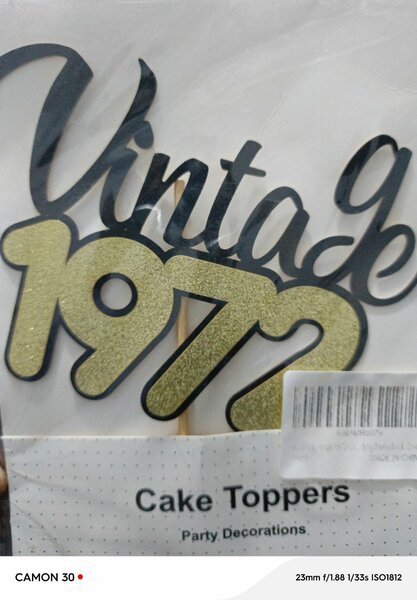 Vintage
1972
MADE IN CHINA
Cake Toppers
Party Decorations
CAMON 30
23mm f/1.88 1/33s ISO1812